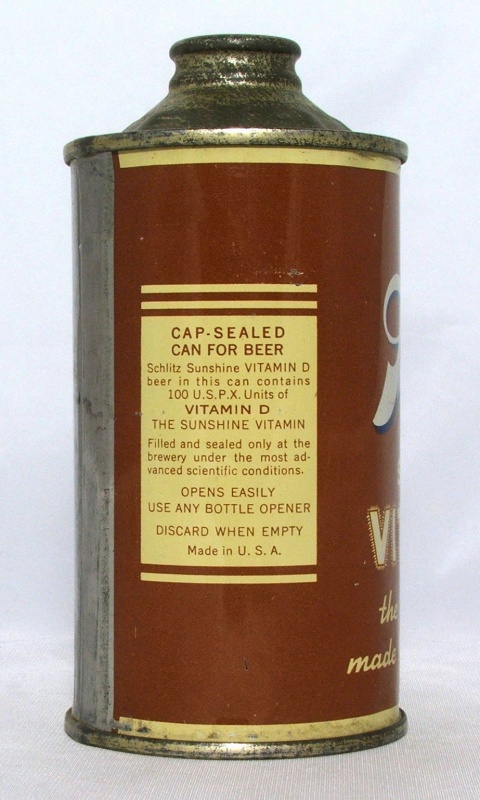 CAP-SEALED
CAN FOR BEER
Schlitz Sunshine VITAMIN D
beer in this can contains
100 U.S.P.X. Units of
VITAMIN D
THE SUNSHINE VITAMIN
Filled and sealed only at the
brewery under the most ad-
vanced scientific conditions.
OPENS EASILY
USE ANY BOTTLE OPENER
DISCARD WHEN EMPTY
Made in U. S. A.
the
made